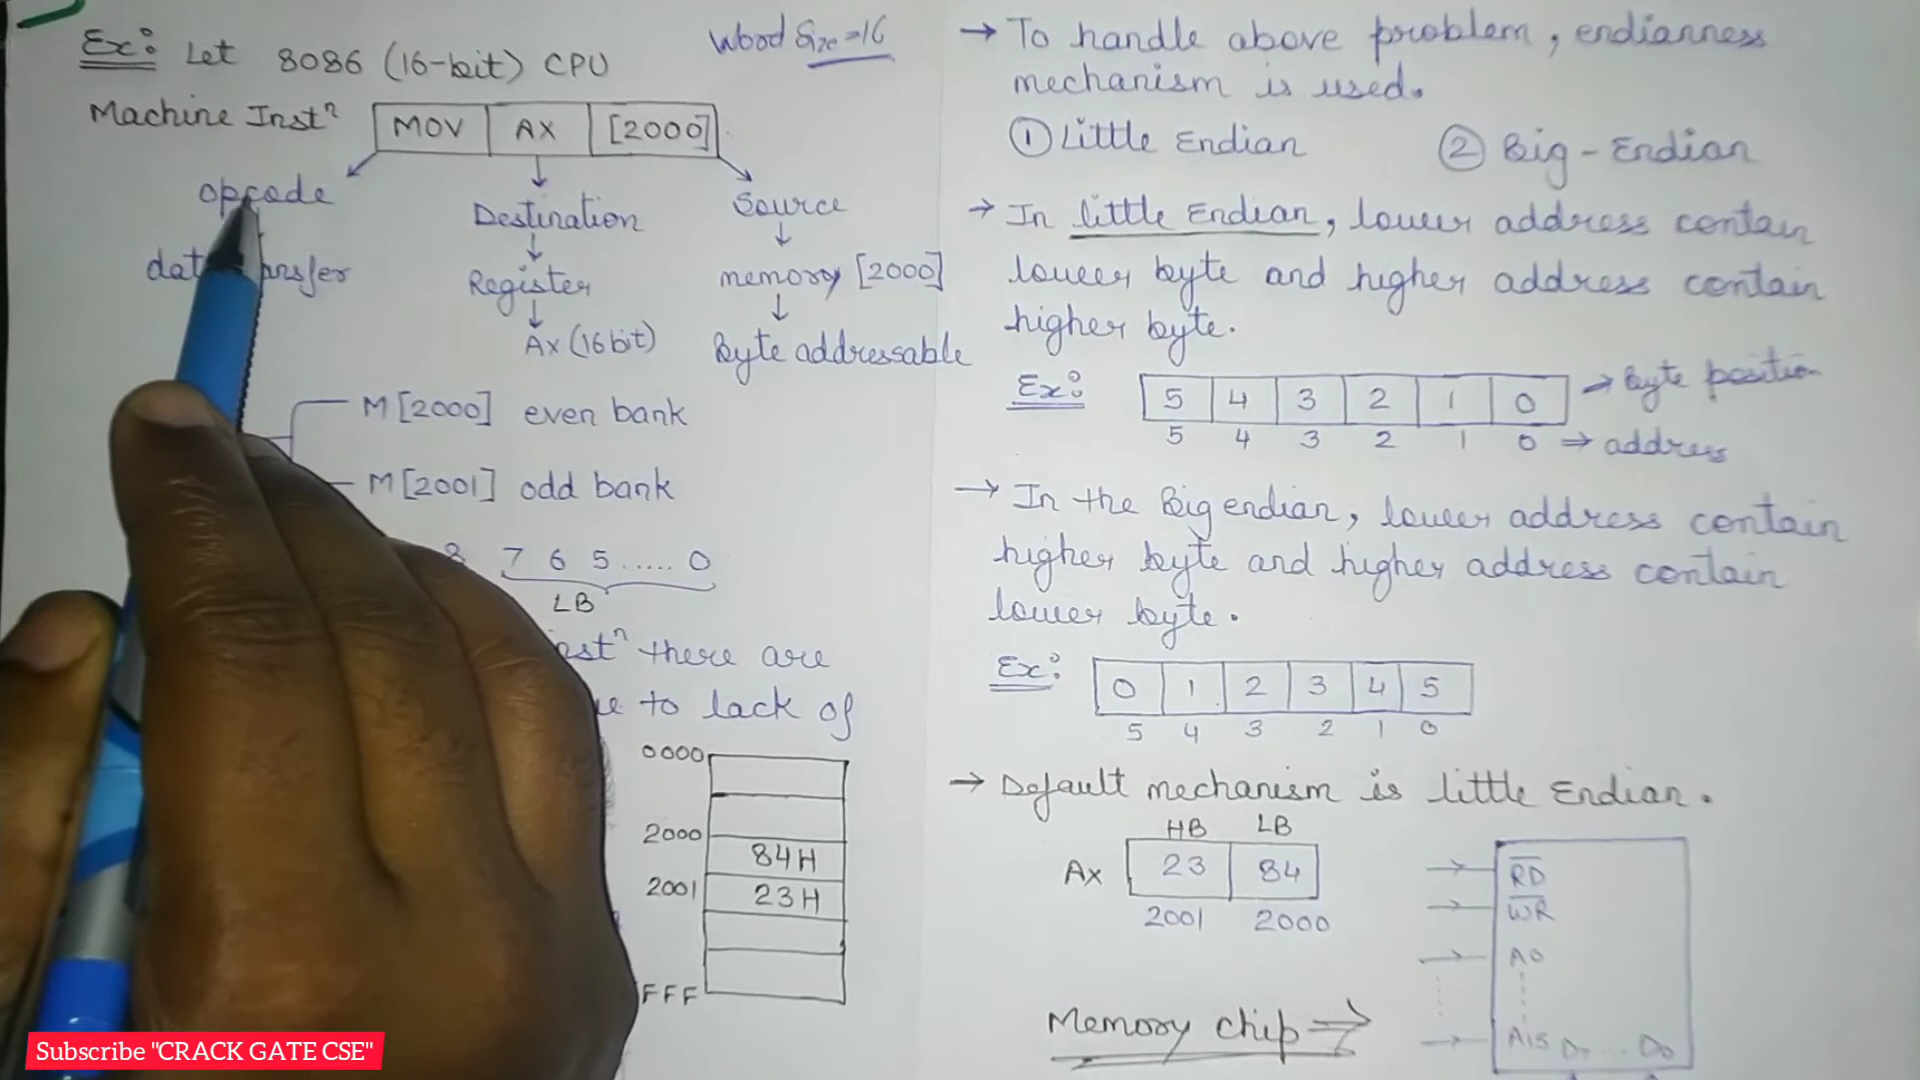 Ex: Let 8086 (16-bit) CPU
Word Size=16
Machine Instn MOV AX [2000]
opcode Destination Source
Register memory [2000]
AX (16bit) Byte addressable
M[2000] even bank
M[2001] odd bank
8 7 6 5 ..... 0
LB
there are
to lack of
0000
2000 84H
2001 23H
FFF
→ To handle above problem, endianness
mechanism is used.
① Little Endian ② Big-Endian
→ In little Endian, lower address contain
lower byte and higher address contain
higher byte.
Ex: 5 4 3 2 1 0 → Byte position
5 4 3 2 1 0 ⇒ address
→ In the Big endian, lower address contain
higher byte and higher address contain
lower byte.
Ex: 0 1 2 3 4 5
5 4 3 2 1 0
→ Default mechanism is little Endian.
HB LB
AX 23 84
2001 2000
RD
WR
A0
A15 D7 ... D0
Memory chip ⇒
Subscribe "CRACK GATE CSE"